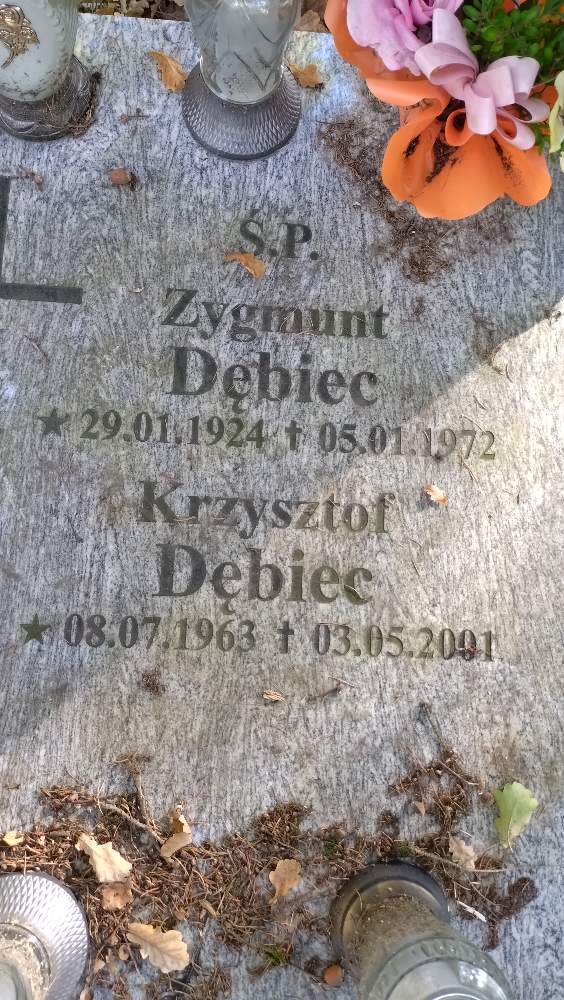 Ś.P.
Zygmunt
Dębiec
★ 29.01.1924 † 05.01.1972
Krzysztof
Dębiec
★ 08.07.1963 † 03.05.2001